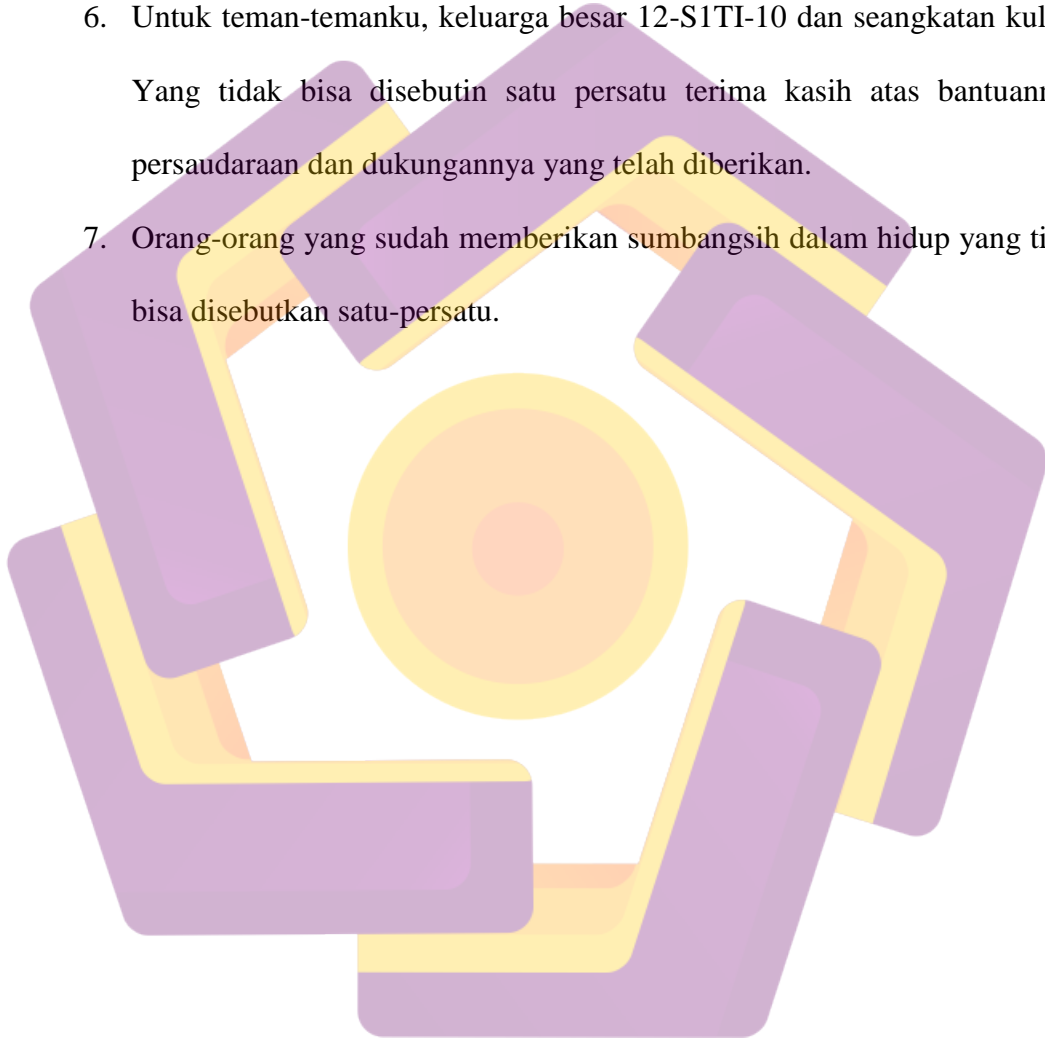 6. Untuk teman-temanku, keluarga besar 12-S1TI-10 dan seangkatan kul
Yang tidak bisa disebutin satu persatu terima kasih atas bantuann
persaudaraan dan dukungannya yang telah diberikan.
7. Orang-orang yang sudah memberikan sumbangsih dalam hidup yang ti
bisa disebutkan satu-persatu.